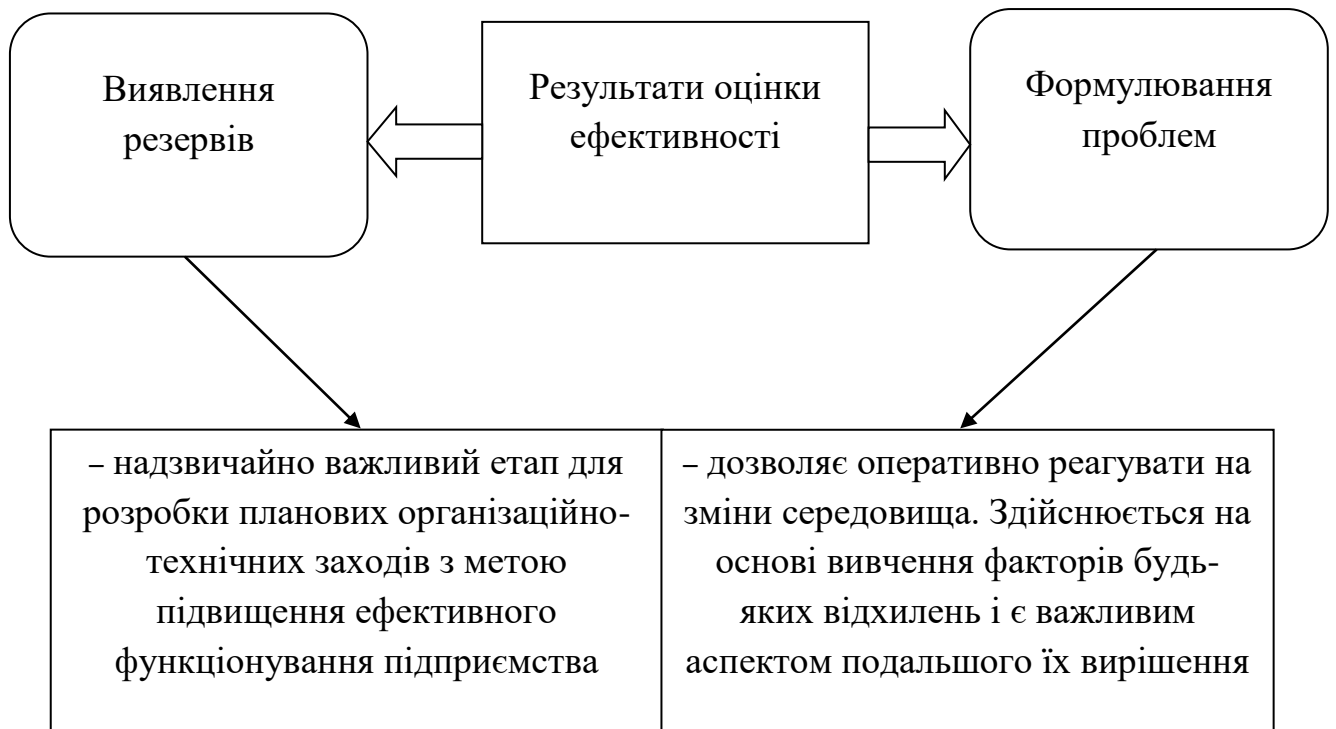 Виявлення
резервів
Результати оцінки
ефективності
Формулювання
проблем
– надзвичайно важливий етап для
розробки планових організаційно-
технічних заходів з метою
підвищення ефективного
функціонування підприємства
– дозволяє оперативно реагувати на
зміни середовища. Здійснюється на
основі вивчення факторів будь-
яких відхилень і є важливим
аспектом подальшого їх вирішення